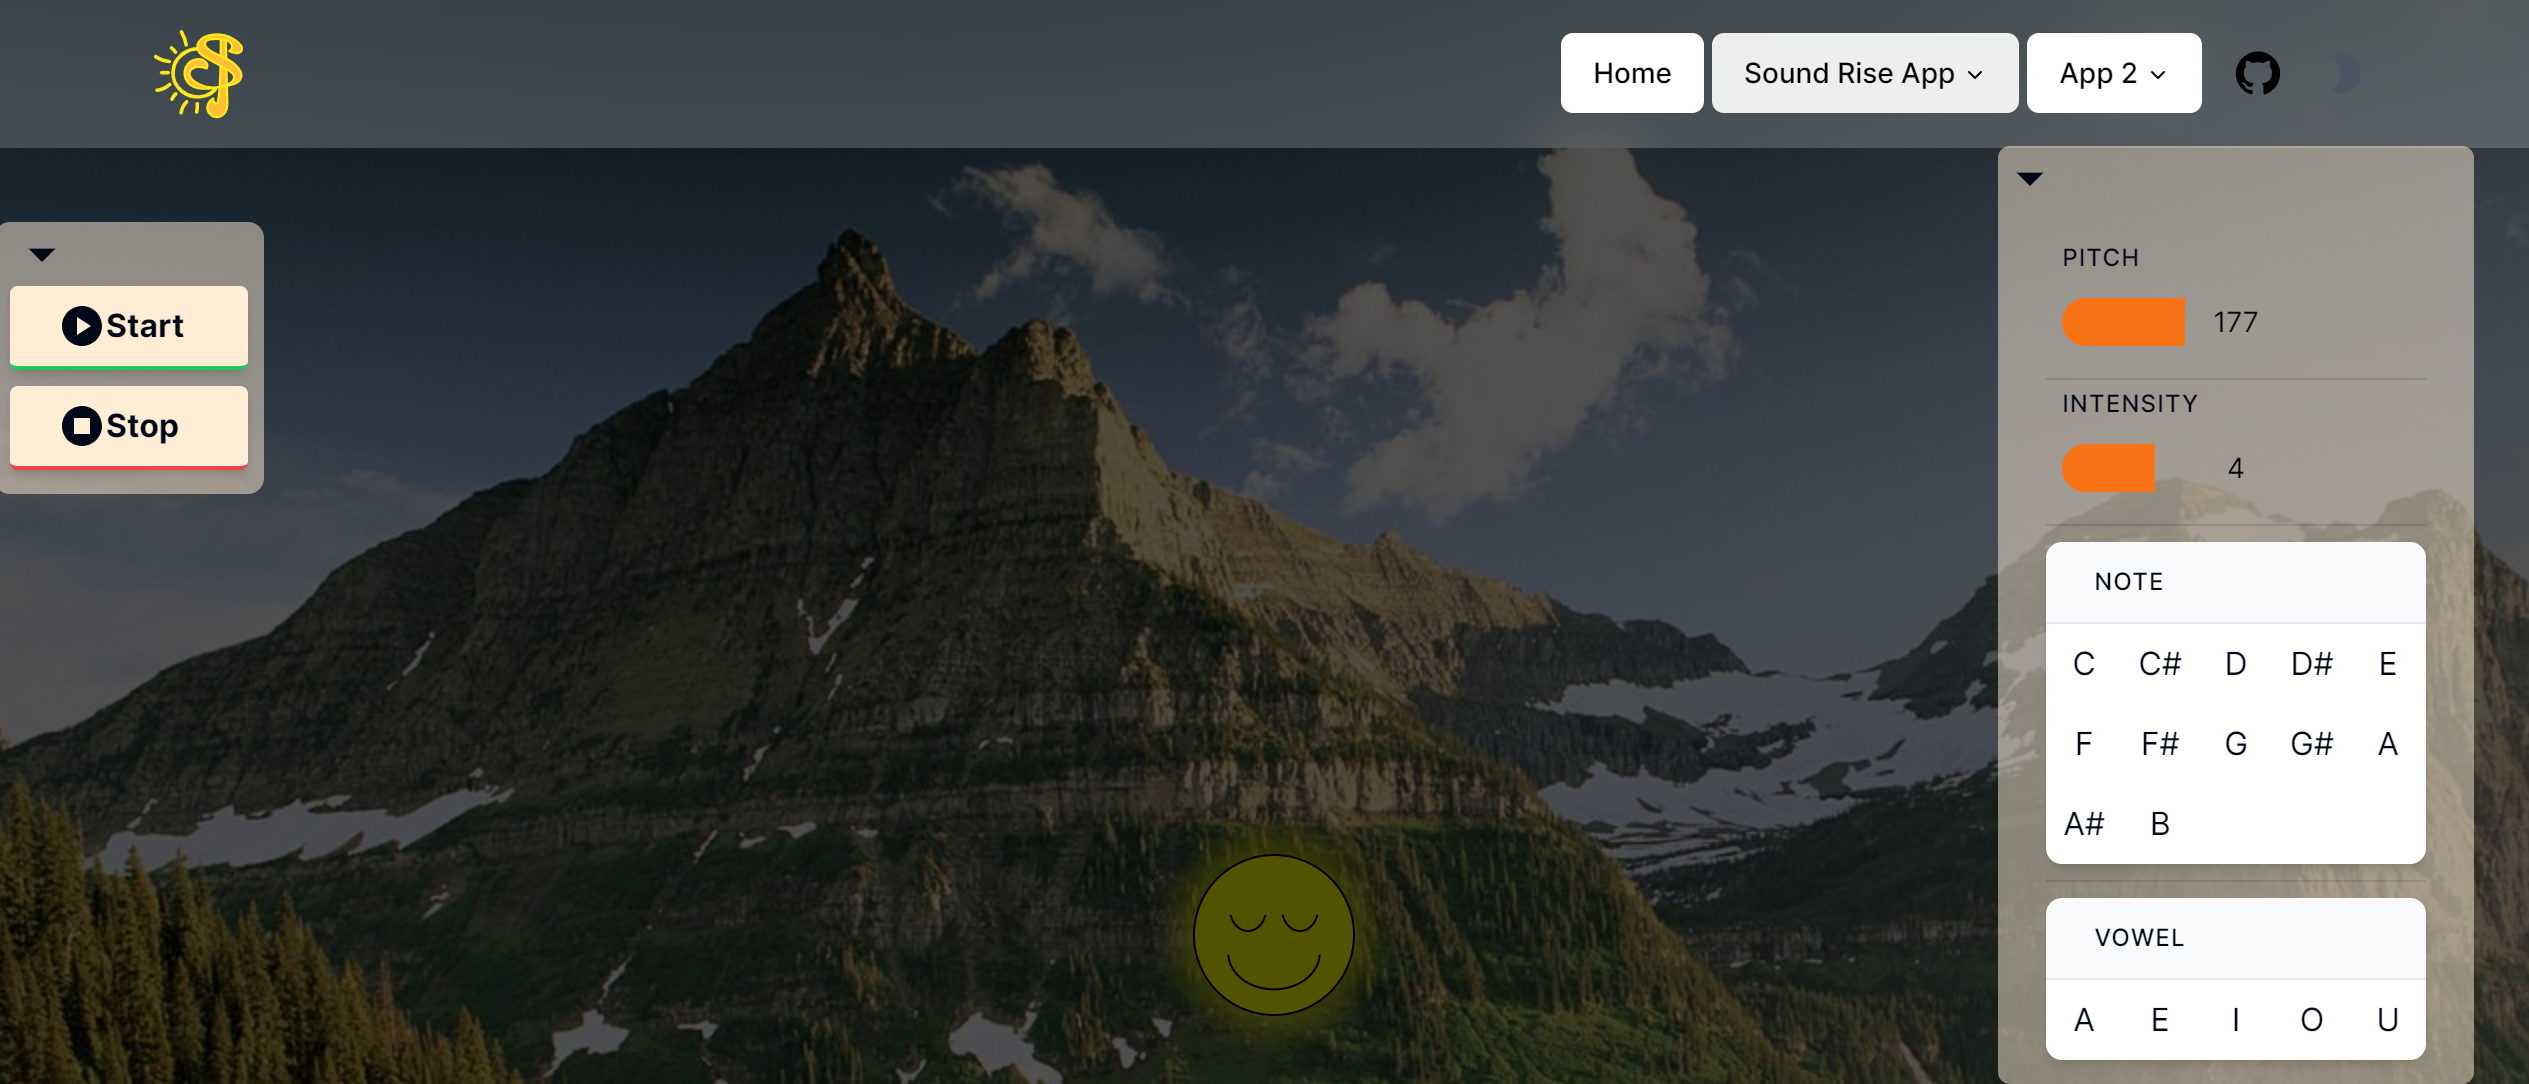 Home Sound Rise App App 2
Start
Stop
PITCH
177
INTENSITY
4
NOTE
C C# D D# E
F F# G G# A
A# B
VOWEL
A E I O U